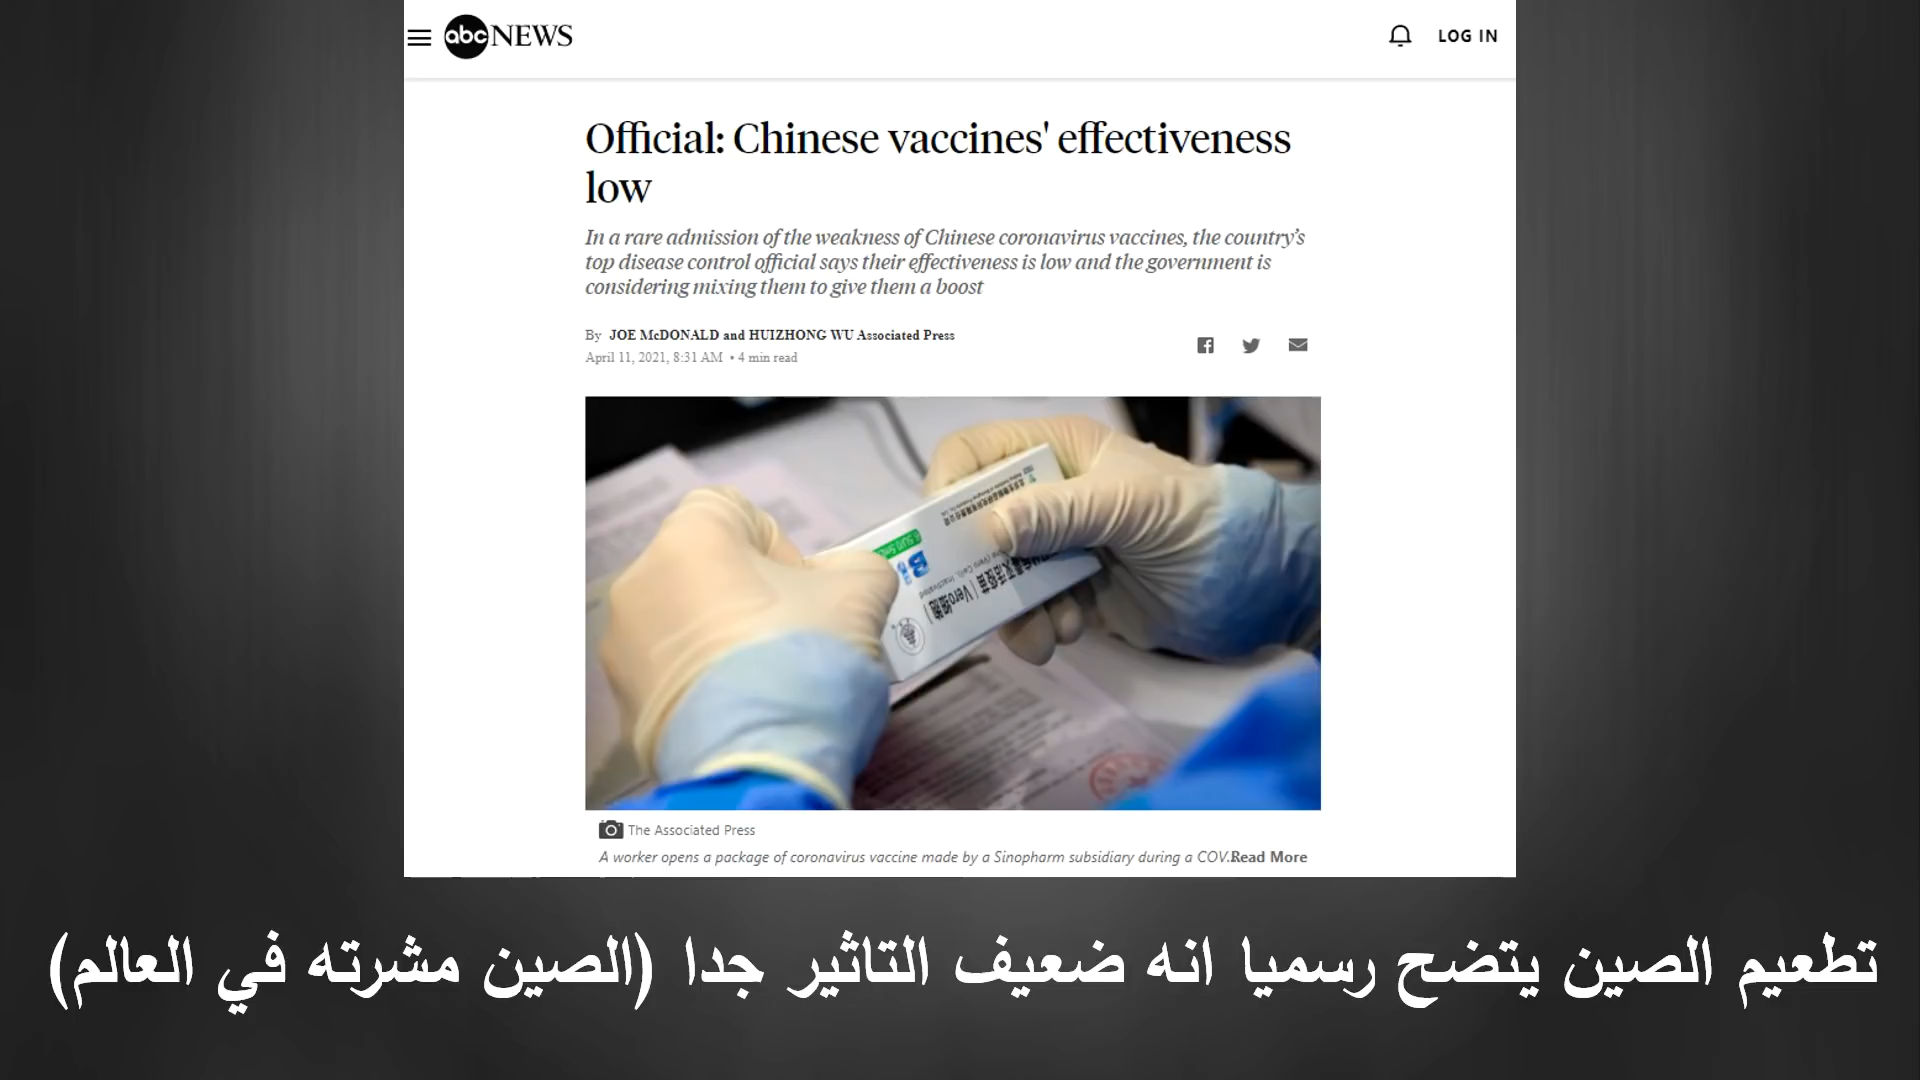 abc NEWS
LOG IN
Official: Chinese vaccines' effectiveness
low
In a rare admission of the weakness of Chinese coronavirus vaccines, the country's
top disease control official says their effectiveness is low and the government is
considering mixing them to give them a boost
By JOE McDONALD and HUIZHONG WU Associated Press
April 11, 2021, 8:31 AM • 4 min read
The Associated Press
A worker opens a package of coronavirus vaccine made by a Sinopharm subsidiary during a COV..Read More
تطعيم الصين يتضح رسميا انه ضعيف التاثير جدا (الصين مشرته في العالم)